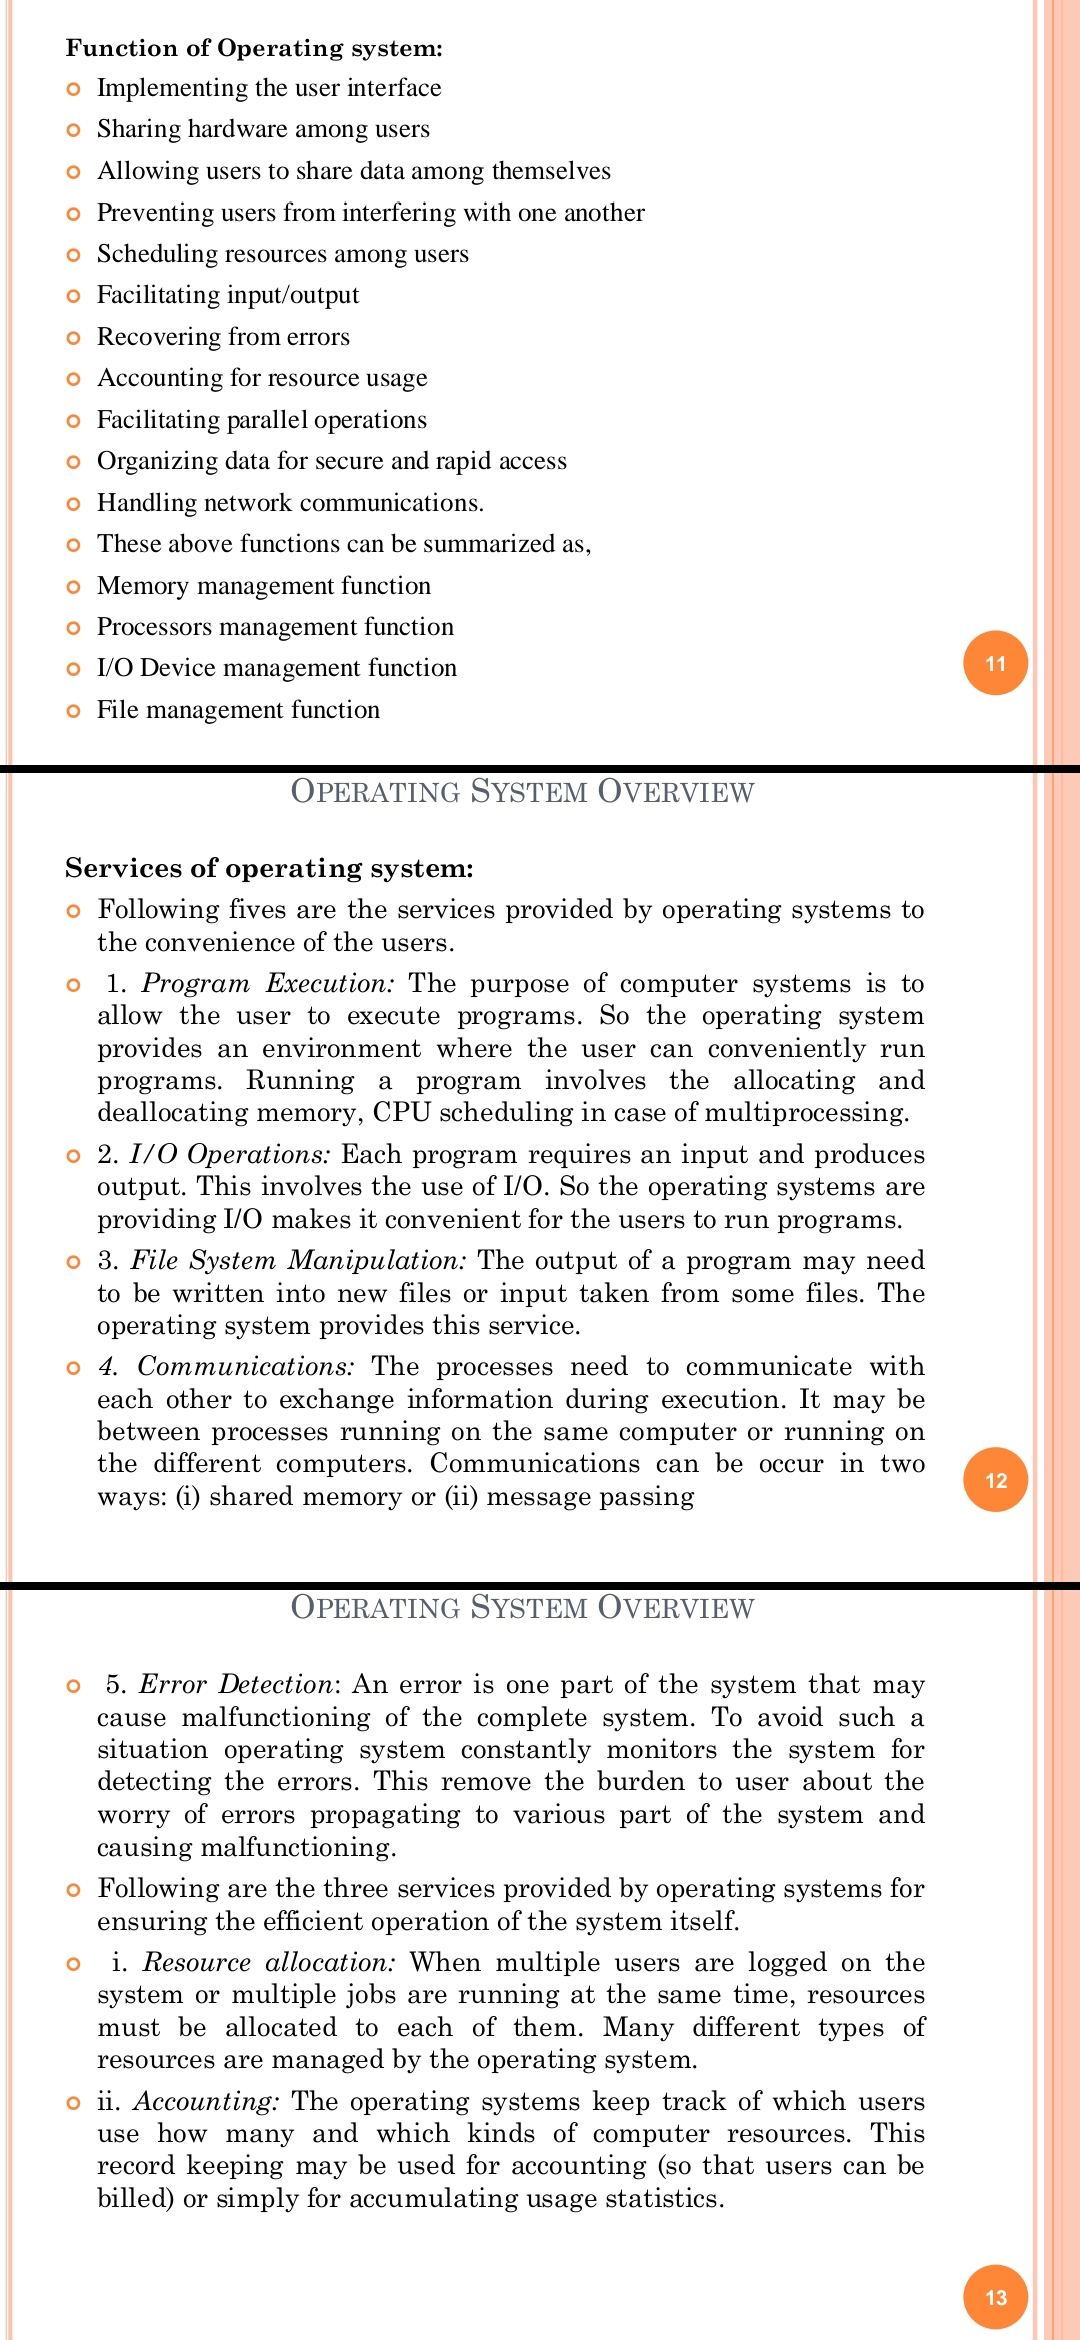 Function of Operating system:
Implementing the user interface
Sharing hardware among users
Allowing users to share data among themselves
Preventing users from interfering with one another
Scheduling resources among users
Facilitating input/output
Recovering from errors
Accounting for resource usage
Facilitating parallel operations
Organizing data for secure and rapid access
Handling network communications.
These above functions can be summarized as,
Memory management function
Processors management function
I/O Device management function
11
File management function
OPERATING SYSTEM OVERVIEW
Services of operating system:
Following fives are the services provided by operating systems to
the convenience of the users.
1. Program Execution: The purpose of computer systems is to
allow the user to execute programs. So the operating system
provides an environment where the user can conveniently run
programs. Running a program involves the allocating and
deallocating memory, CPU scheduling in case of multiprocessing.
2. I/O Operations: Each program requires an input and produces
output. This involves the use of I/O. So the operating systems are
providing I/O makes it convenient for the users to run programs.
3. File System Manipulation: The output of a program may need
to be written into new files or input taken from some files. The
operating system provides this service.
4. Communications: The processes need to communicate with
each other to exchange information during execution. It may be
between processes running on the same computer or running on
the different computers. Communications can be occur in two
ways: (i) shared memory or (ii) message passing
12
OPERATING SYSTEM OVERVIEW
5. Error Detection: An error is one part of the system that may
cause malfunctioning of the complete system. To avoid such a
situation operating system constantly monitors the system for
detecting the errors. This remove the burden to user about the
worry of errors propagating to various part of the system and
causing malfunctioning.
Following are the three services provided by operating systems for
ensuring the efficient operation of the system itself.
i. Resource allocation: When multiple users are logged on the
system or multiple jobs are running at the same time, resources
must be allocated to each of them. Many different types of
resources are managed by the operating system.
ii. Accounting: The operating systems keep track of which users
use how many and which kinds of computer resources. This
record keeping may be used for accounting (so that users can be
billed) or simply for accumulating usage statistics.
13